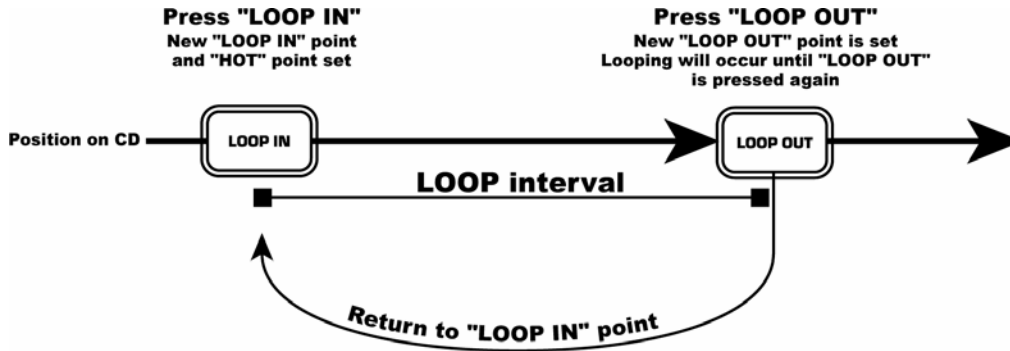 Press "LOOP IN"
New "LOOP IN" point
and "HOT" point set
Press "LOOP OUT"
New "LOOP OUT" point is set
Looping will occur until "LOOP OUT"
is pressed again
Position on CD
LOOP IN
LOOP OUT
LOOP interval
Return to "LOOP IN" point